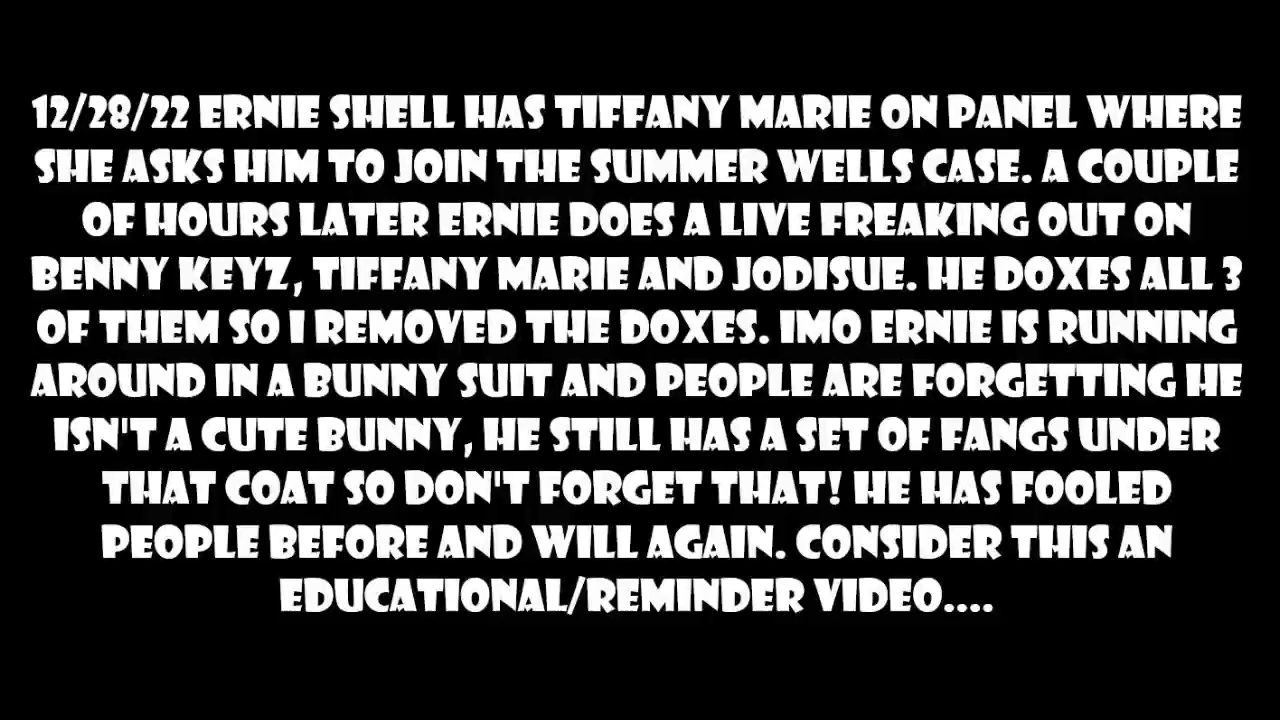 12/28/22 ERNIE SHELL HAS TIFFANY MARIE ON PANEL WHERE
SHE ASKS HIM TO JOIN THE SUMMER WELLS CASE. A COUPLE
OF HOURS LATER ERNIE DOES A LIVE FREAKING OUT ON
BENNY KEYZ, TIFFANY MARIE AND JODISUE. HE DOXES ALL 3
OF THEM SO I REMOVED THE DOXES. IMO ERNIE IS RUNNING
AROUND IN A BUNNY SUIT AND PEOPLE ARE FORGETTING HE
ISN'T A CUTE BUNNY, HE STILL HAS A SET OF FANGS UNDER
THAT COAT SO DON'T FORGET THAT! HE HAS FOOLED
PEOPLE BEFORE AND WILL AGAIN. CONSIDER THIS AN
EDUCATIONAL/REMINDER VIDEO....